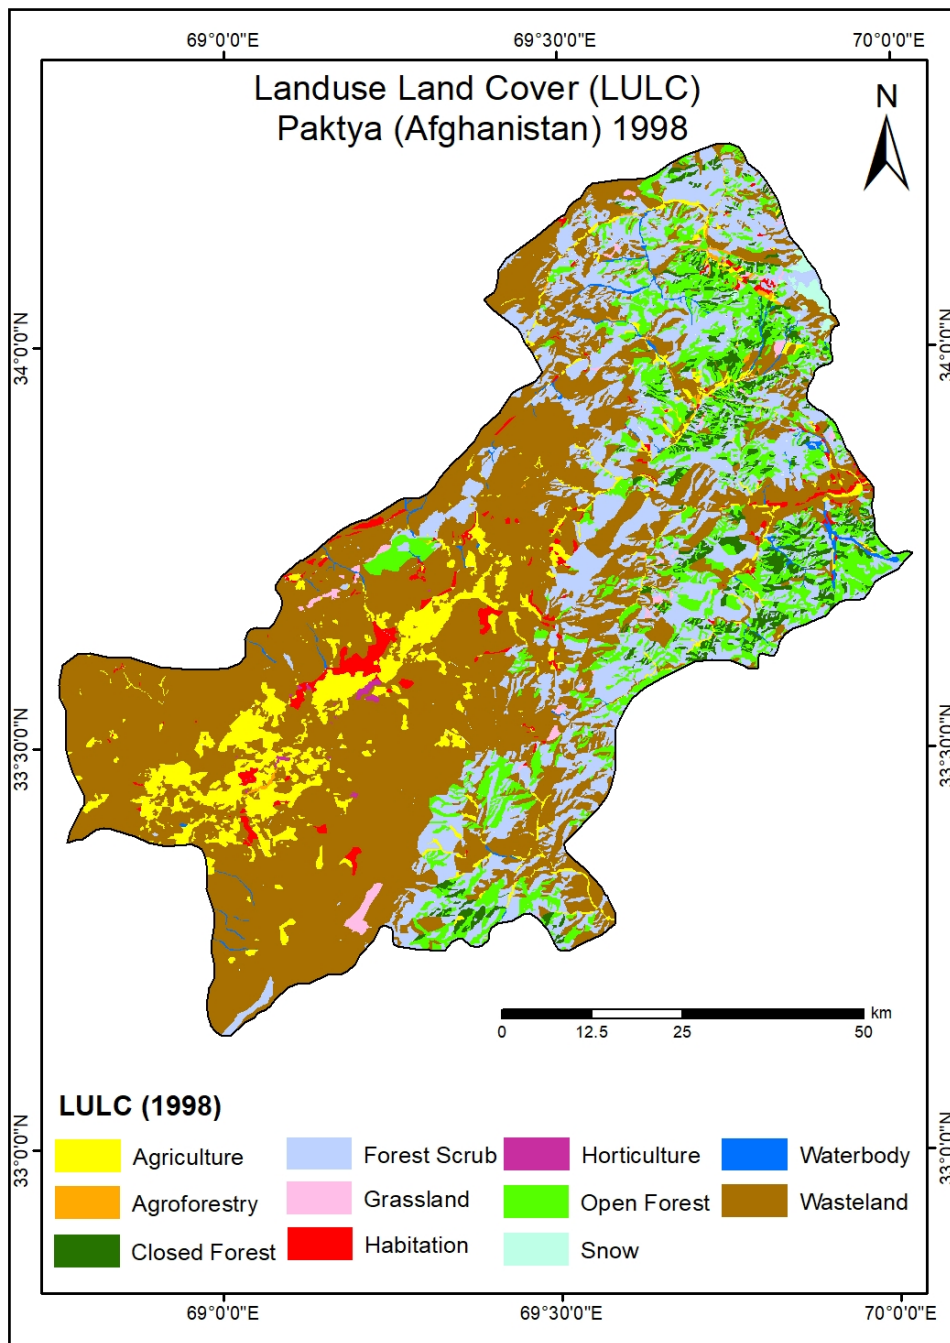 69°0'0"E 69°30'0"E 70°0'0"E
Landuse Land Cover (LULC)
Paktya (Afghanistan) 1998
N
34°0'0"N 34°0'0"N
33°30'0"N 33°30'0"N
km
0 12.5 25 50
LULC (1998)
33°0'0"N 33°0'0"N
Agriculture
Agroforestry
Closed Forest
Forest Scrub
Grassland
Habitation
Horticulture
Open Forest
Snow
Waterbody
Wasteland
69°0'0"E 69°30'0"E 70°0'0"E